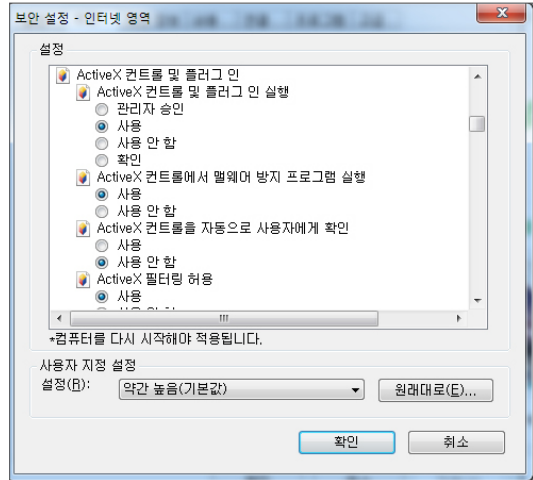 보안 설정 - 인터넷 영역
설정
ActiveX 컨트롤 및 플러그 인
ActiveX 컨트롤 및 플러그 인 실행
관리자 승인
사용
사용 안 함
확인
ActiveX 컨트롤에서 맬웨어 방지 프로그램 실행
사용
사용 안 함
ActiveX 컨트롤을 자동으로 사용자에게 확인
사용
사용 안 함
ActiveX 필터링 허용
사용
*컴퓨터를 다시 시작해야 적용됩니다.
사용자 지정 설정
설정(R): 약간 높음(기본값) 원래대로(E)...
확인 취소